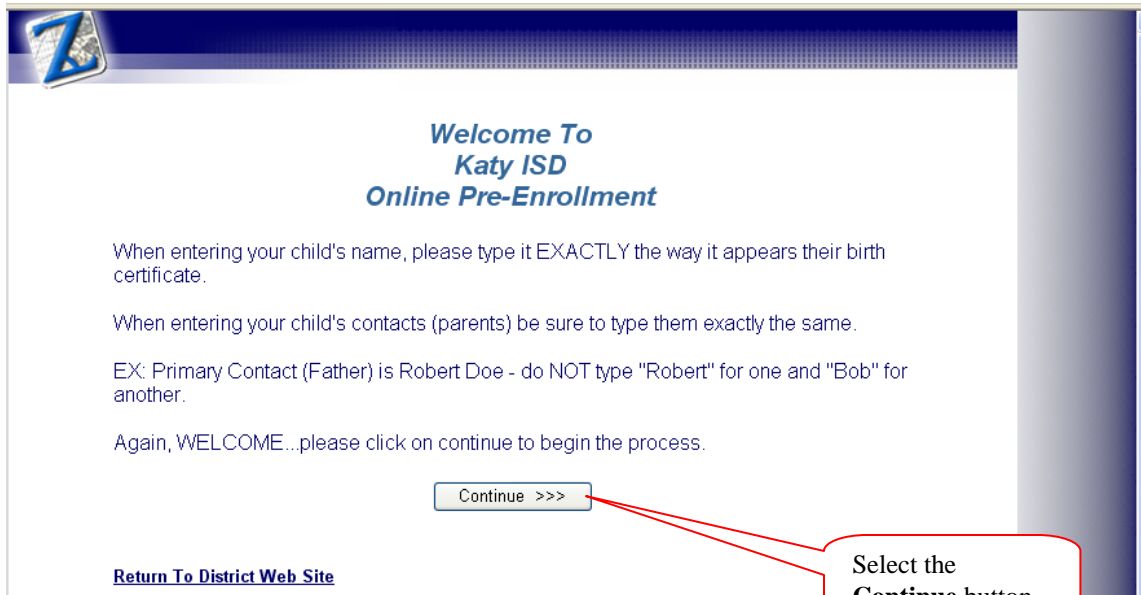 Welcome To
Katy ISD
Online Pre-Enrollment
When entering your child's name, please type it EXACTLY the way it appears their birth
certificate.
When entering your child's contacts (parents) be sure to type them exactly the same.
EX: Primary Contact (Father) is Robert Doe - do NOT type "Robert" for one and "Bob" for
another.
Again, WELCOME...please click on continue to begin the process.
Continue >>>
Return To District Web Site
Select the
Continue button